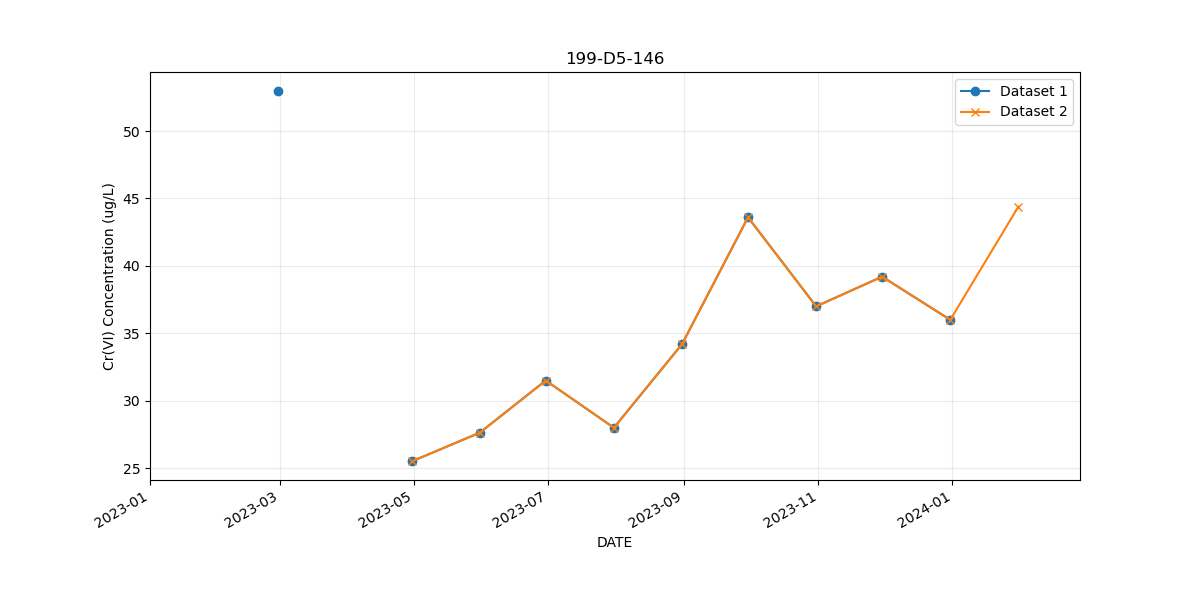 199-D5-146
Dataset 1
Dataset 2
Cr(VI) Concentration (ug/L)
50
45
40
35
30
25
2023-01
2023-03
2023-05
2023-07
2023-09
2023-11
2024-01
DATE